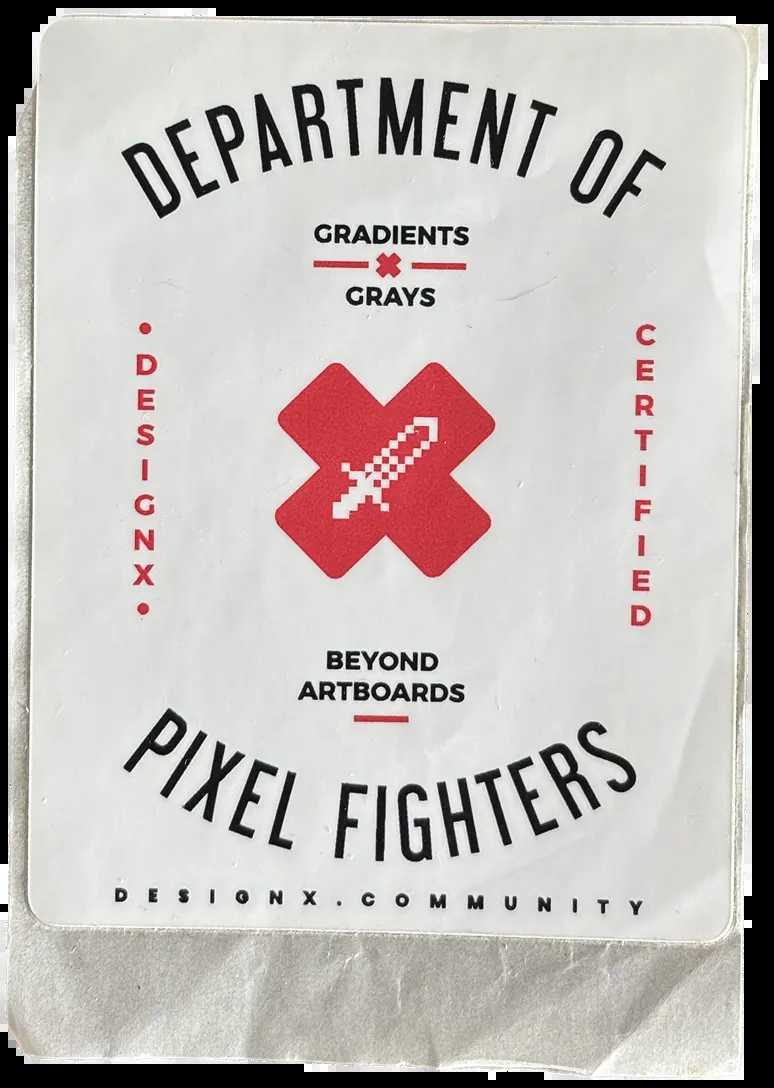 DEPARTMENT OF
GRADIENTS
GRAYS
• DESIGNX •
CERTIFIED
BEYOND
ARTBOARDS
PIXEL FIGHTERS
DESIGNX.COMMUNITY